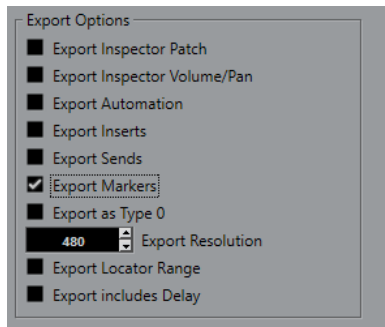 Export Options
Export Inspector Patch
Export Inspector Volume/Pan
Export Automation
Export Inserts
Export Sends
Export Markers
Export as Type 0
480 Export Resolution
Export Locator Range
Export includes Delay